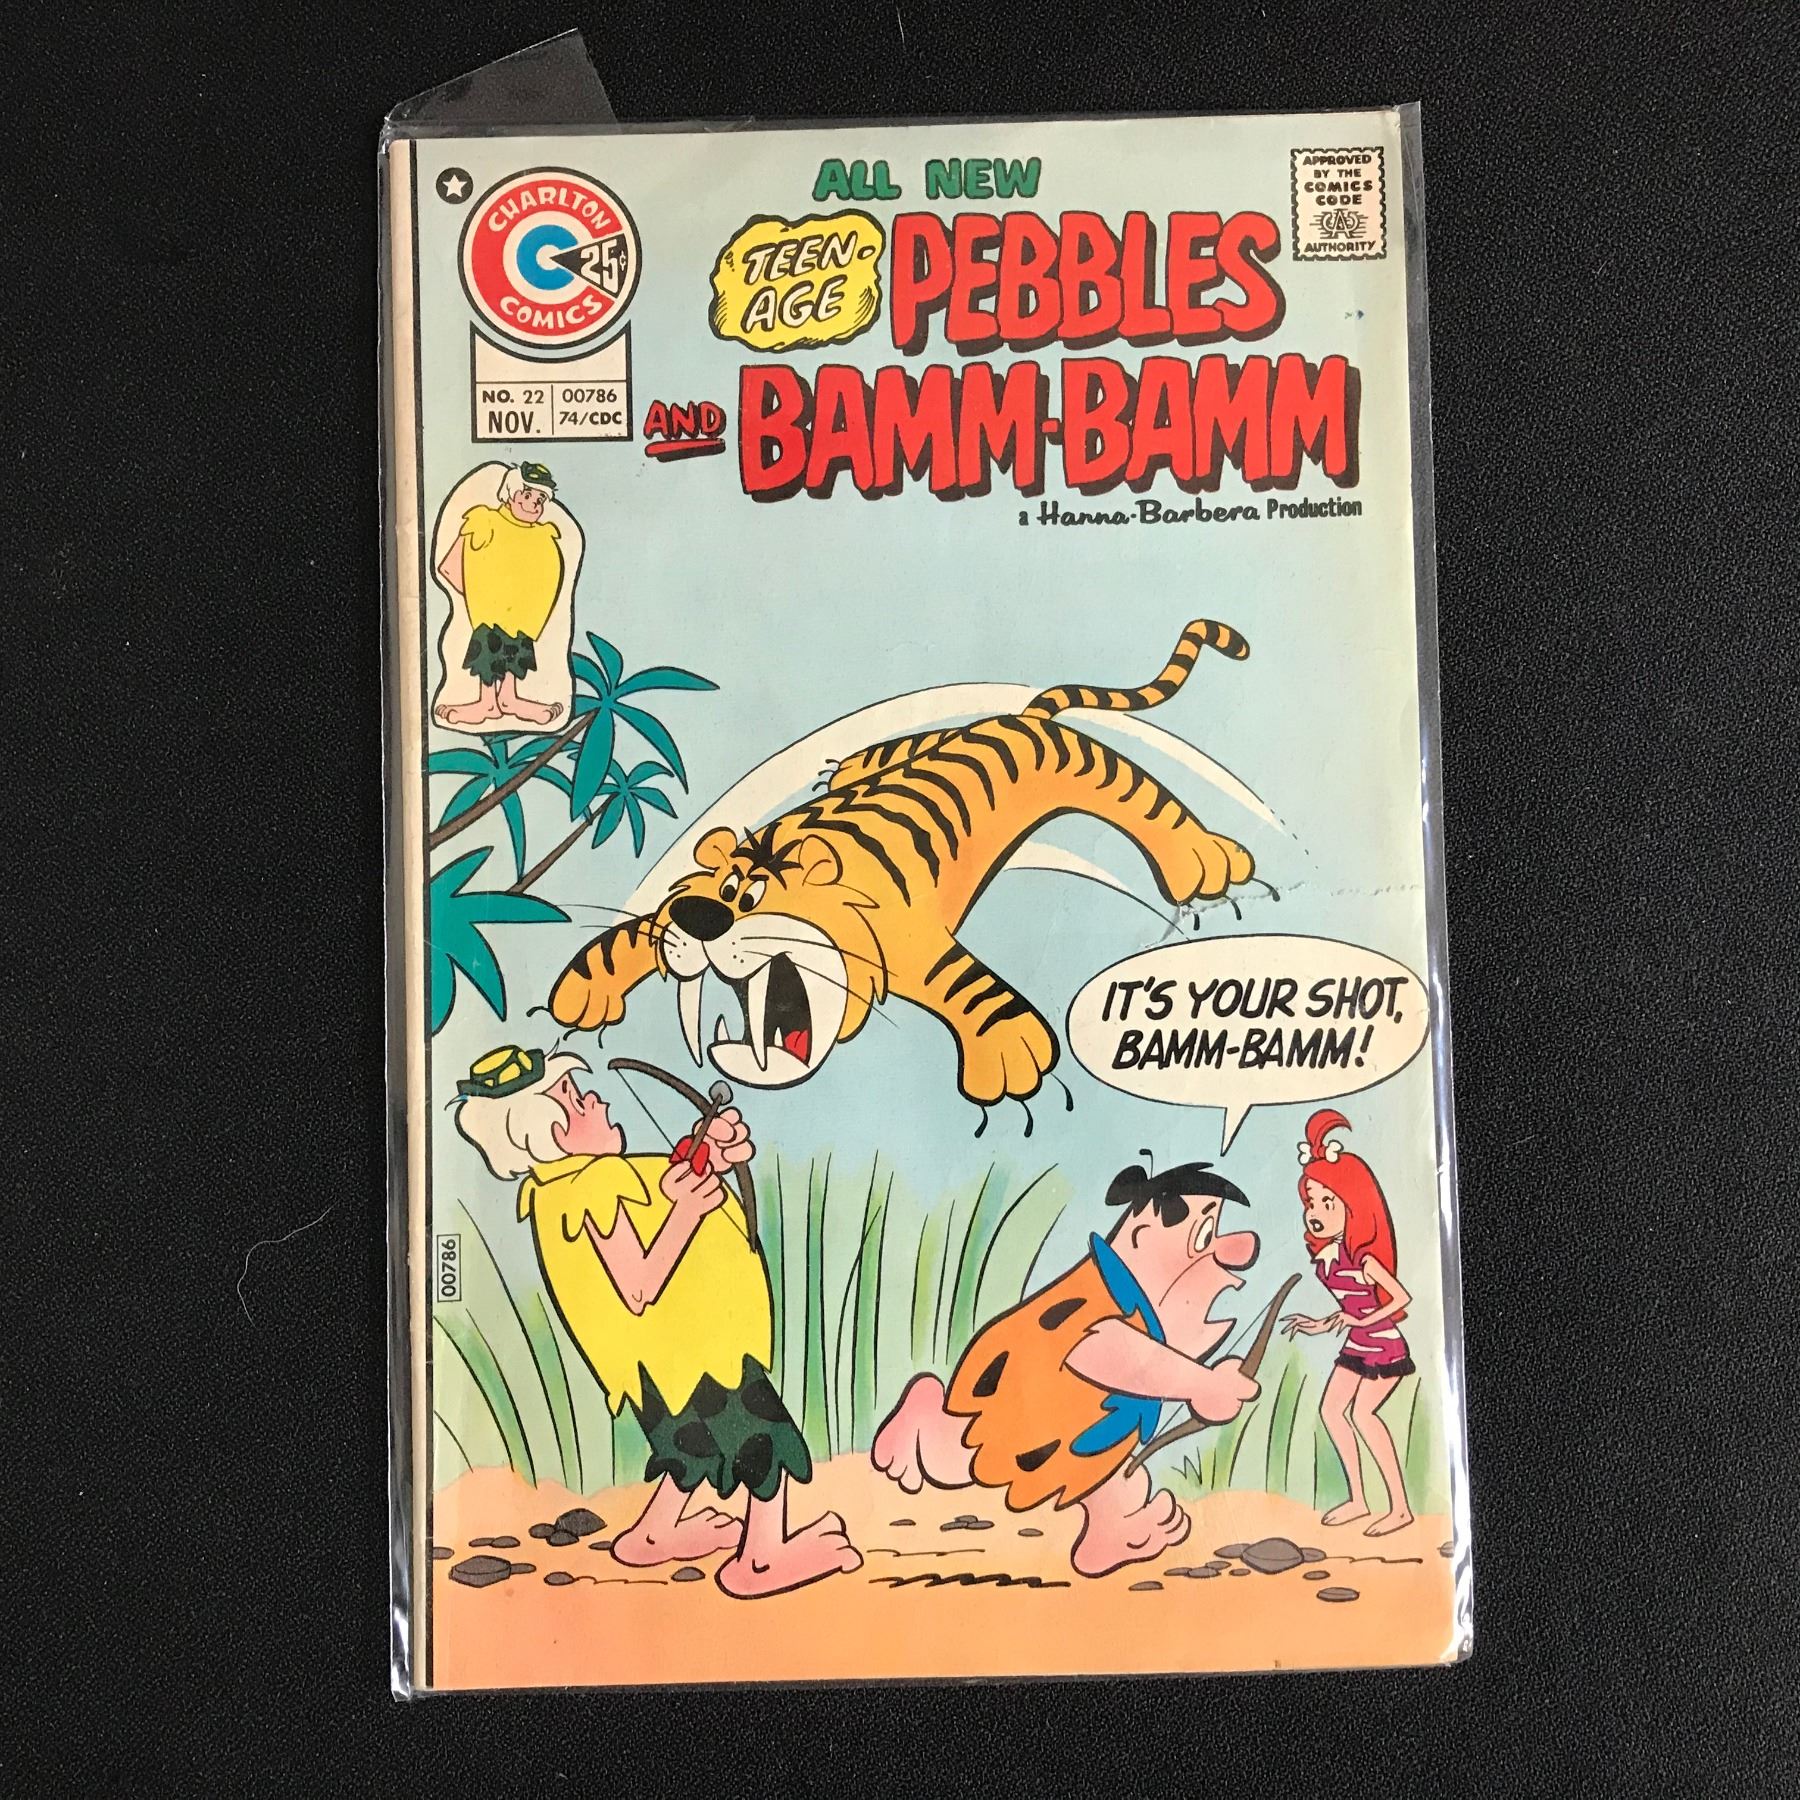 ALL NEW
TEEN-
AGE
PEBBLES
AND BAMM-BAMM
a Hanna-Barbera Production
CHARLTON
COMICS
C
25¢
NO. 22
NOV.
00786
74/CDC
APPROVED
BY THE
COMICS
CODE
CA
AUTHORITY
IT'S YOUR SHOT,
BAMM-BAMM!
00786